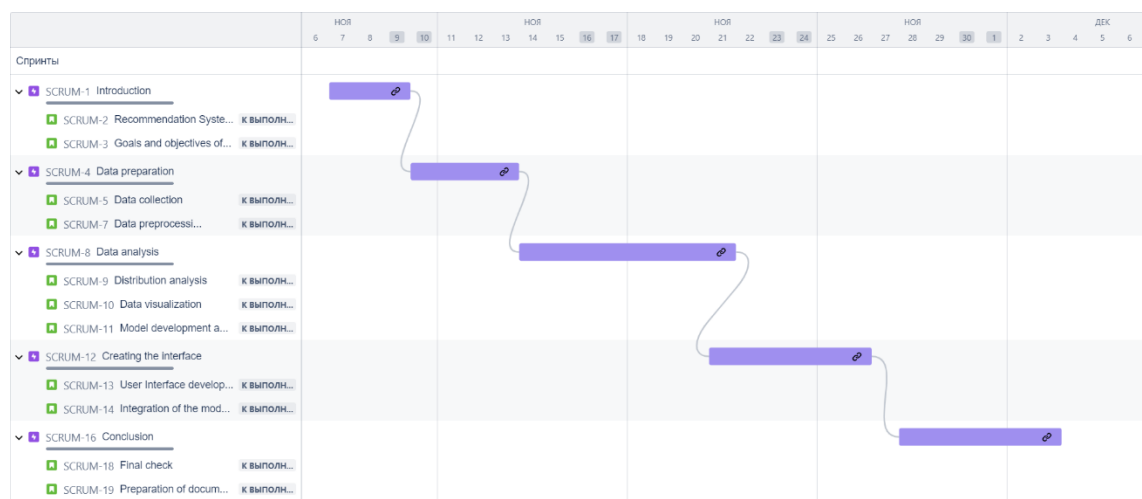 НОЯ НОЯ НОЯ НОЯ ДЕК
6 7 8 9 10 11 12 13 14 15 16 17 18 19 20 21 22 23 24 25 26 27 28 29 30 1 2 3 4 5 6
Спринты
SCRUM-1 Introduction
SCRUM-2 Recommendation Syste... К ВЫПОЛН...
SCRUM-3 Goals and objectives of... К ВЫПОЛН...
SCRUM-4 Data preparation
SCRUM-5 Data collection К ВЫПОЛН...
SCRUM-7 Data preprocessi... К ВЫПОЛН...
SCRUM-8 Data analysis
SCRUM-9 Distribution analysis К ВЫПОЛН...
SCRUM-10 Data visualization К ВЫПОЛН...
SCRUM-11 Model development a... К ВЫПОЛН...
SCRUM-12 Creating the interface
SCRUM-13 User Interface develop... К ВЫПОЛН...
SCRUM-14 Integration of the mod... К ВЫПОЛН...
SCRUM-16 Conclusion
SCRUM-18 Final check К ВЫПОЛН...
SCRUM-19 Preparation of docum... К ВЫПОЛН...